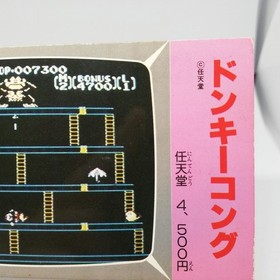 ©任天堂
ドンキーコング
にんてんどう
任天堂 4、500円
えん
OP-007300
(M BONUS)(L
2)4700)(1)